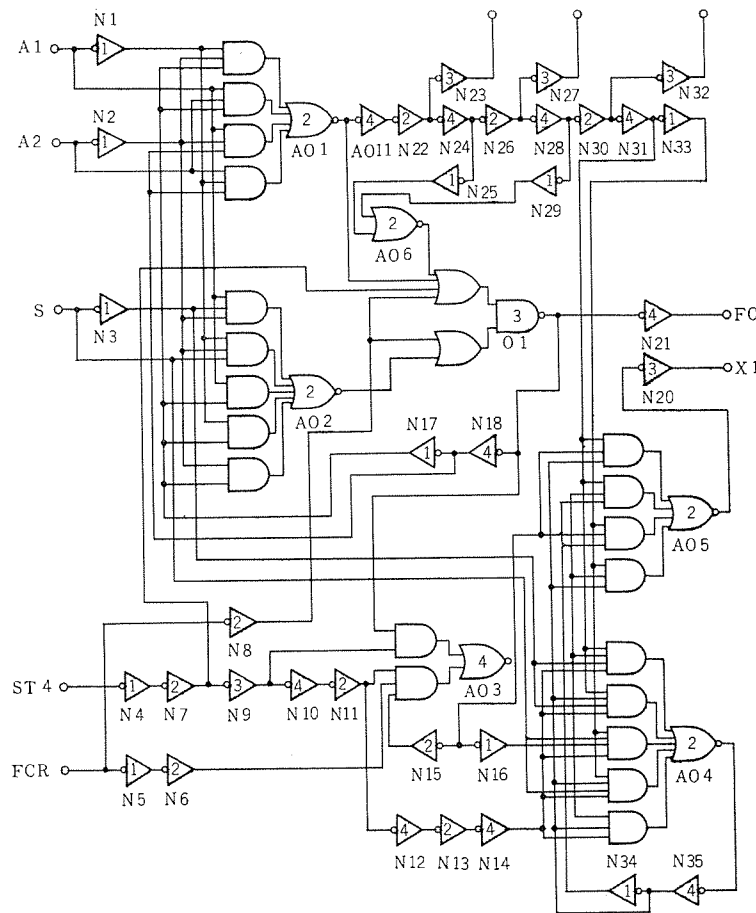 N1
A1
1
N2
A2
1
2
AO1
4
AO11
2
N22
3
N23
4
N24
2
N26
3
N27
4
N28
2
N30
3
N32
4
N31
1
N33
1
N25
1
N29
2
AO6
S
1
N3
2
AO2
3
O1
4
N21
FO
3
N20
X1
N17
1
N18
4
2
AO5
2
N8
ST4
1
N4
2
N7
3
N9
4
N10
2
N11
4
AO3
FCR
1
N5
2
N6
2
N15
1
N16
2
AO4
4
N12
2
N13
4
N14
N34
1
N35
4